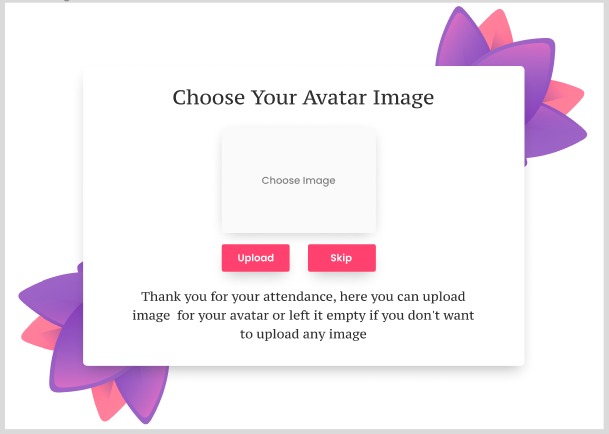 Choose Your Avatar Image
Choose Image
Upload Skip
Thank you for your attendance, here you can upload
image for your avatar or left it empty if you don't want
to upload any image